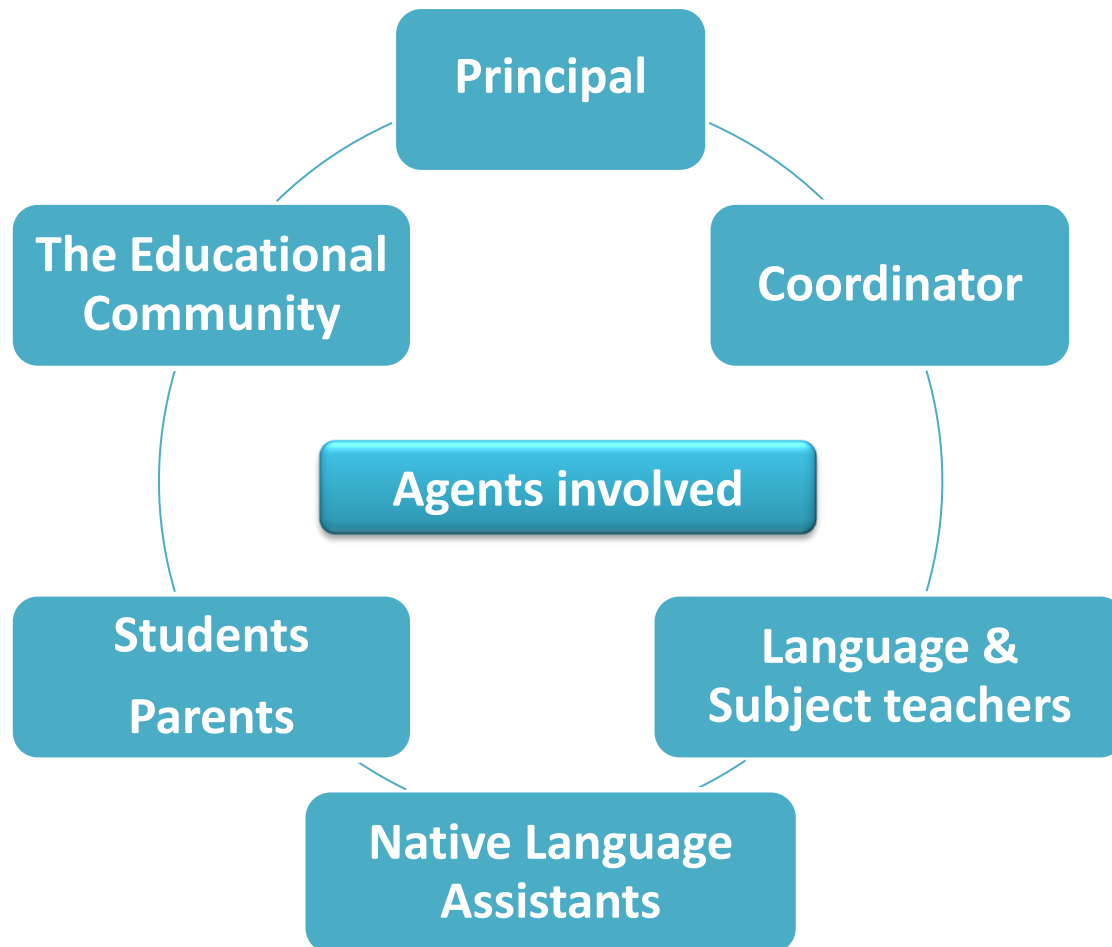 Principal
The Educational
Community
Coordinator
Agents involved
Students
Parents
Language &
Subject teachers
Native Language
Assistants